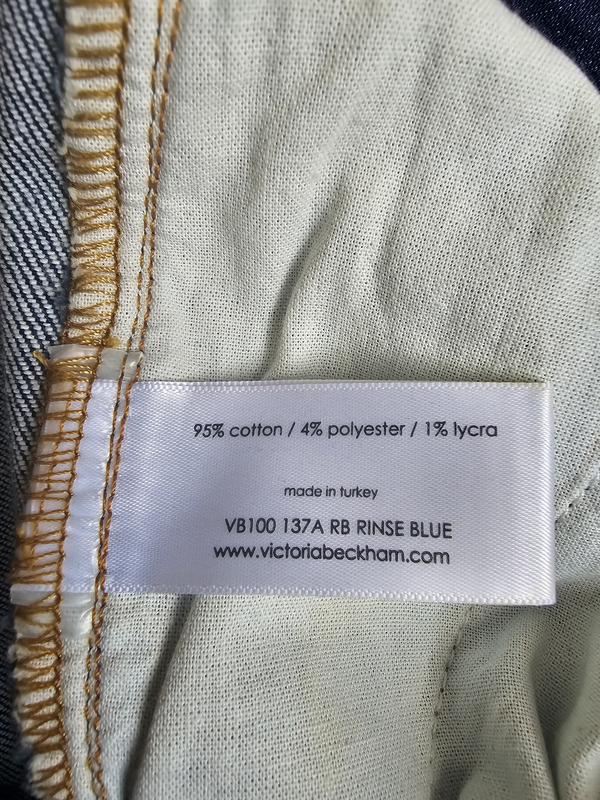 95% cotton / 4% polyester / 1% lycra
made in turkey
VB100 137A RB RINSE BLUE
www.victoriabeckham.com